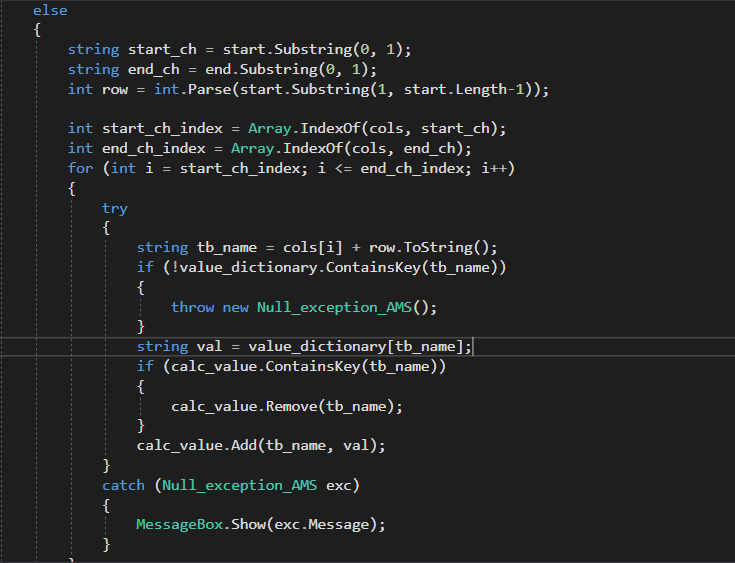 else
{
string start_ch = start.Substring(0, 1);
string end_ch = end.Substring(0, 1);
int row = int.Parse(start.Substring(1, start.Length-1));
int start_ch_index = Array.IndexOf(cols, start_ch);
int end_ch_index = Array.IndexOf(cols, end_ch);
for (int i = start_ch_index; i <= end_ch_index; i++)
{
try
{
string tb_name = cols[i] + row.ToString();
if (!value_dictionary.ContainsKey(tb_name))
{
throw new Null_exception_AMS();
}
string val = value_dictionary[tb_name];
if (calc_value.ContainsKey(tb_name))
{
calc_value.Remove(tb_name);
}
calc_value.Add(tb_name, val);
}
catch (Null_exception_AMS exc)
{
MessageBox.Show(exc.Message);
}